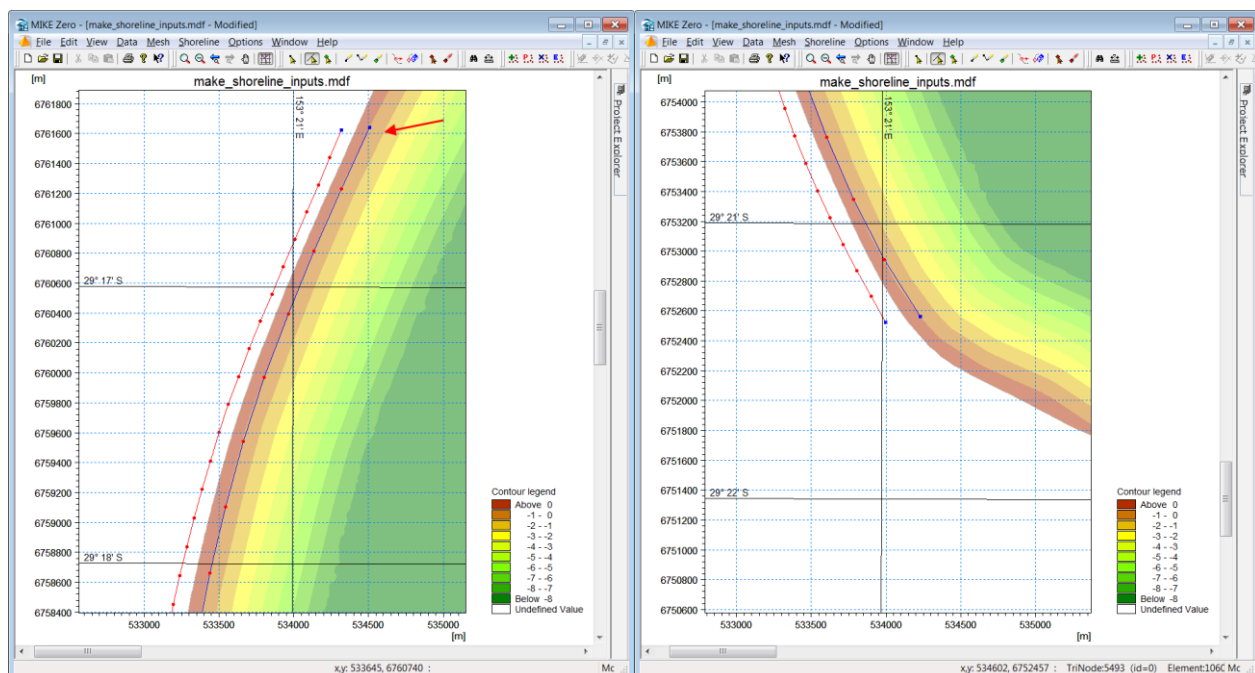 MIKE Zero - [make_shoreline_inputs.mdf - Modified]
File Edit View Data Mesh Shoreline Options Window Help
[m]
make_shoreline_inputs.mdf
6761800
6761600
6761400
6761200
6761000
6760800
6760600
6760400
6760200
6760000
6759800
6759600
6759400
6759200
6759000
6758800
6758600
6758400
153° 21' E
29° 17' S
29° 18' S
533000
533500
534000
534500
535000
[m]
Contour legend
Above 0
-1 - 0
-2 - -1
-3 - -2
-4 - -3
-5 - -4
-6 - -5
-7 - -6
-8 - -7
Below -8
Undefined Value
Project Explorer
x,y: 533645, 6760740 :
Mc
MIKE Zero - [make_shoreline_inputs.mdf - Modified]
File Edit View Data Mesh Shoreline Options Window Help
[m]
make_shoreline_inputs.mdf
6754000
6753800
6753600
6753400
6753200
6753000
6752800
6752600
6752400
6752200
6752000
6751800
6751600
6751400
6751200
6751000
6750800
6750600
153° 21' E
29° 21' S
29° 22' S
533000
533500
534000
534500
535000
[m]
Contour legend
Above 0
-1 - 0
-2 - -1
-3 - -2
-4 - -3
-5 - -4
-6 - -5
-7 - -6
-8 - -7
Below -8
Undefined Value
Project Explorer
x,y: 534602, 6752457 : TriNode:5493 (id=0) Element:1060 Mc